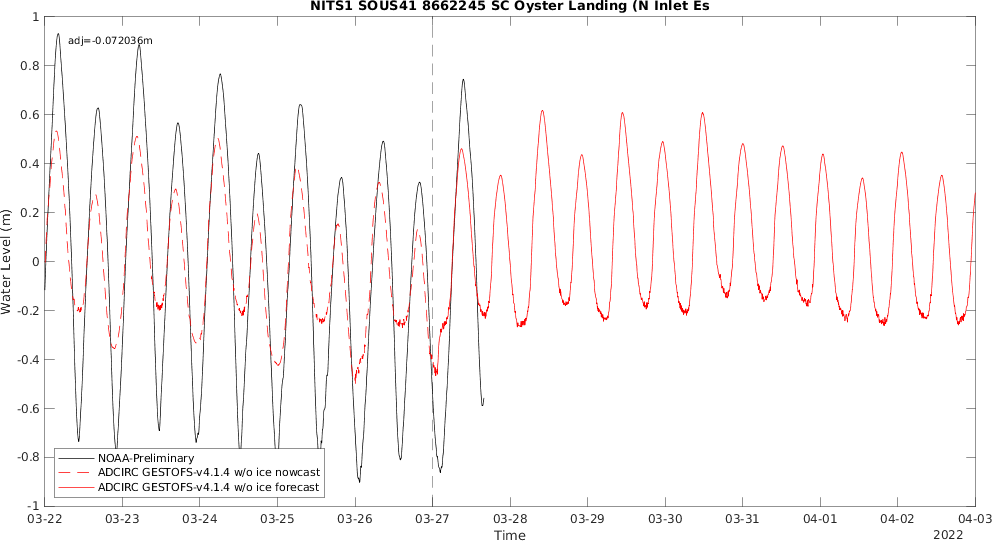 NITS1 SOUS41 8662245 SC Oyster Landing (N Inlet Es
adj=-0.072036m
1
0.8
0.6
0.4
0.2
0
-0.2
-0.4
-0.6
-0.8
-1
Water Level (m)
NOAA-Preliminary
ADCIRC GESTOFS-v4.1.4 w/o ice nowcast
ADCIRC GESTOFS-v4.1.4 w/o ice forecast
03-22 03-23 03-24 03-25 03-26 03-27 03-28 03-29 03-30 03-31 04-01 04-02 04-03
Time
2022